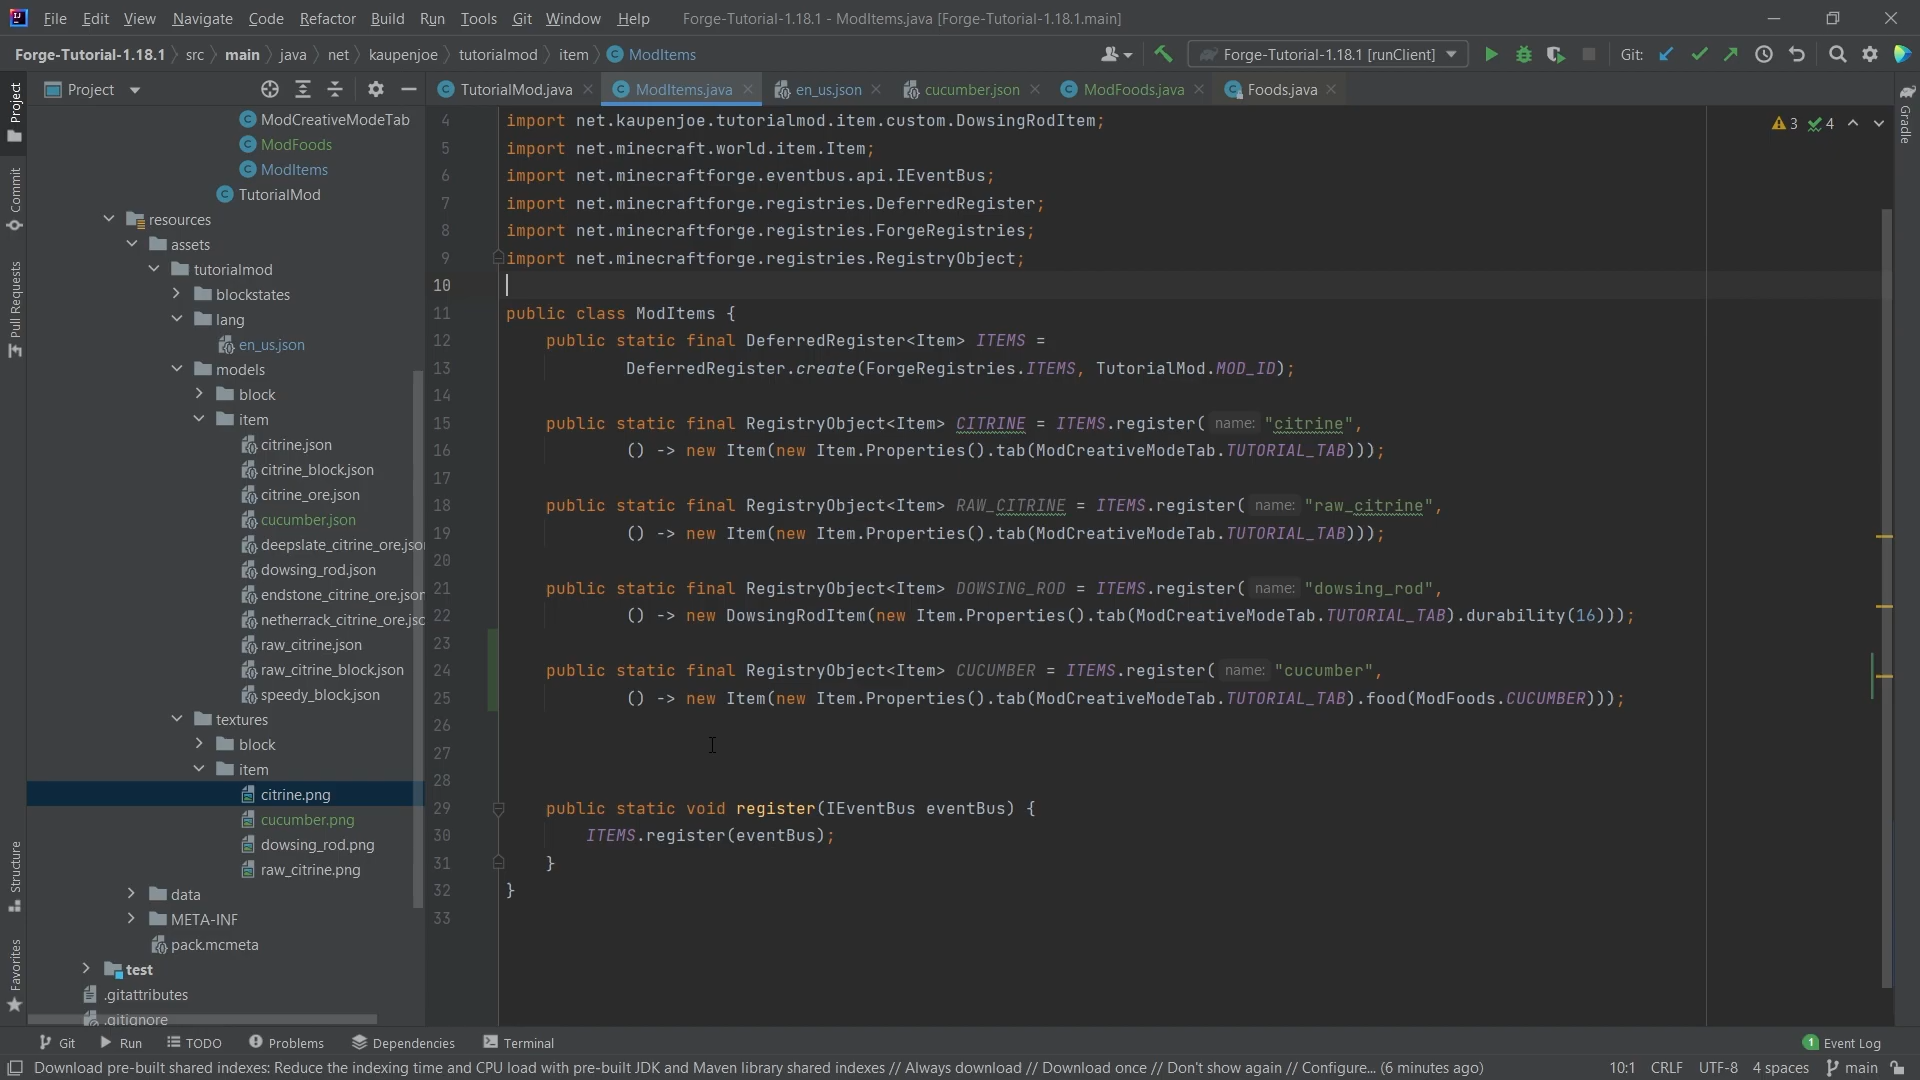 File Edit View Navigate Code Refactor Build Run Tools Git Window Help Forge-Tutorial-1.18.1 - ModItems.java [Forge-Tutorial-1.18.1.main]
Forge-Tutorial-1.18.1 src main java net kaupenjoe tutorialmod item ModItems Forge-Tutorial-1.18.1 [runClient] Git:
Project TutorialMod.java ModItems.java en_us.json cucumber.json ModFoods.java Foods.java
Project
Commit
Pull Requests
Structure
Favorites
Gradle
ModCreativeModeTab
ModFoods
ModItems
TutorialMod
resources
assets
tutorialmod
blockstates
lang
en_us.json
models
block
item
citrine.json
citrine_block.json
citrine_ore.json
cucumber.json
deepslate_citrine_ore.jso
dowsing_rod.json
endstone_citrine_ore.json
netherrack_citrine_ore.jso
raw_citrine.json
raw_citrine_block.json
speedy_block.json
textures
block
item
citrine.png
cucumber.png
dowsing_rod.png
raw_citrine.png
data
META-INF
pack.mcmeta
test
.gitattributes
.gitignore
3 4
4 import net.kaupenjoe.tutorialmod.item.custom.DowsingRodItem;
5 import net.minecraft.world.item.Item;
6 import net.minecraftforge.eventbus.api.IEventBus;
7 import net.minecraftforge.registries.DeferredRegister;
8 import net.minecraftforge.registries.ForgeRegistries;
9 import net.minecraftforge.registries.RegistryObject;
10
11 public class ModItems {
12 public static final DeferredRegister<Item> ITEMS =
13 DeferredRegister.create(ForgeRegistries.ITEMS, TutorialMod.MOD_ID);
14
15 public static final RegistryObject<Item> CITRINE = ITEMS.register( name: "citrine",
16 () -> new Item(new Item.Properties().tab(ModCreativeModeTab.TUTORIAL_TAB)));
17
18 public static final RegistryObject<Item> RAW_CITRINE = ITEMS.register( name: "raw_citrine",
19 () -> new Item(new Item.Properties().tab(ModCreativeModeTab.TUTORIAL_TAB)));
20
21 public static final RegistryObject<Item> DOWSING_ROD = ITEMS.register( name: "dowsing_rod",
22 () -> new DowsingRodItem(new Item.Properties().tab(ModCreativeModeTab.TUTORIAL_TAB).durability(16)));
23
24 public static final RegistryObject<Item> CUCUMBER = ITEMS.register( name: "cucumber",
25 () -> new Item(new Item.Properties().tab(ModCreativeModeTab.TUTORIAL_TAB).food(ModFoods.CUCUMBER)));
26
27
28
29 public static void register(IEventBus eventBus) {
30 ITEMS.register(eventBus);
31 }
32 }
33
Git Run TODO Problems Dependencies Terminal 1 Event Log
Download pre-built shared indexes: Reduce the indexing time and CPU load with pre-built JDK and Maven library shared indexes // Always download // Download once // Don't show again // Configure... (6 minutes ago) 10:1 CRLF UTF-8 4 spaces main